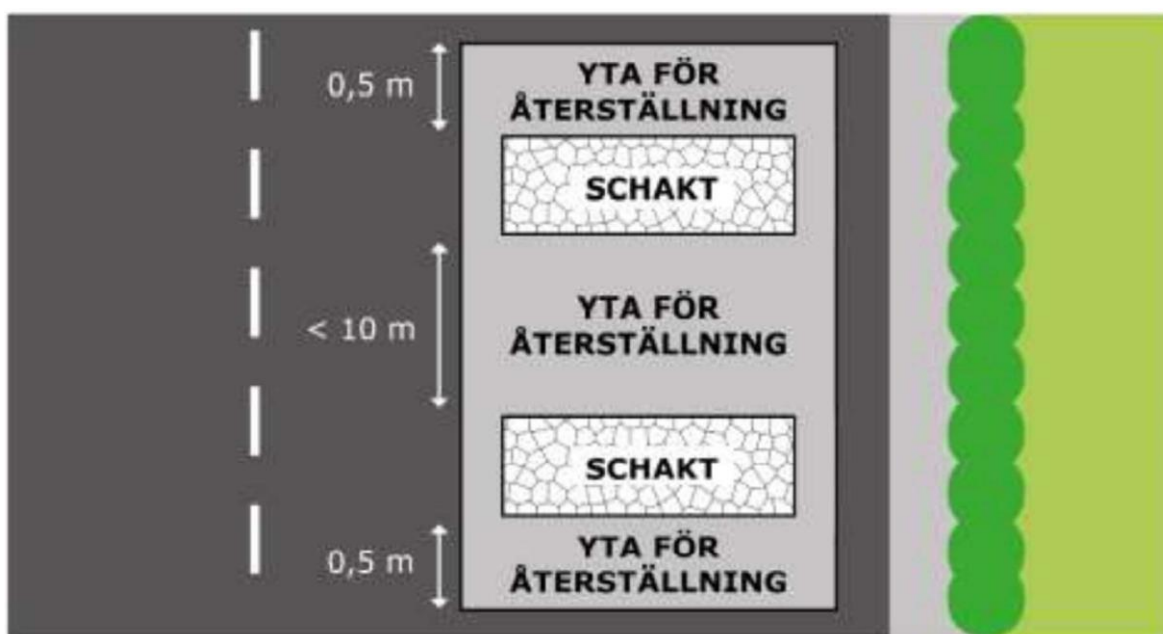 0,5 m
YTA FÖR
ÅTERSTÄLLNING
SCHAKT
< 10 m
YTA FÖR
ÅTERSTÄLLNING
SCHAKT
0,5 m
YTA FÖR
ÅTERSTÄLLNING